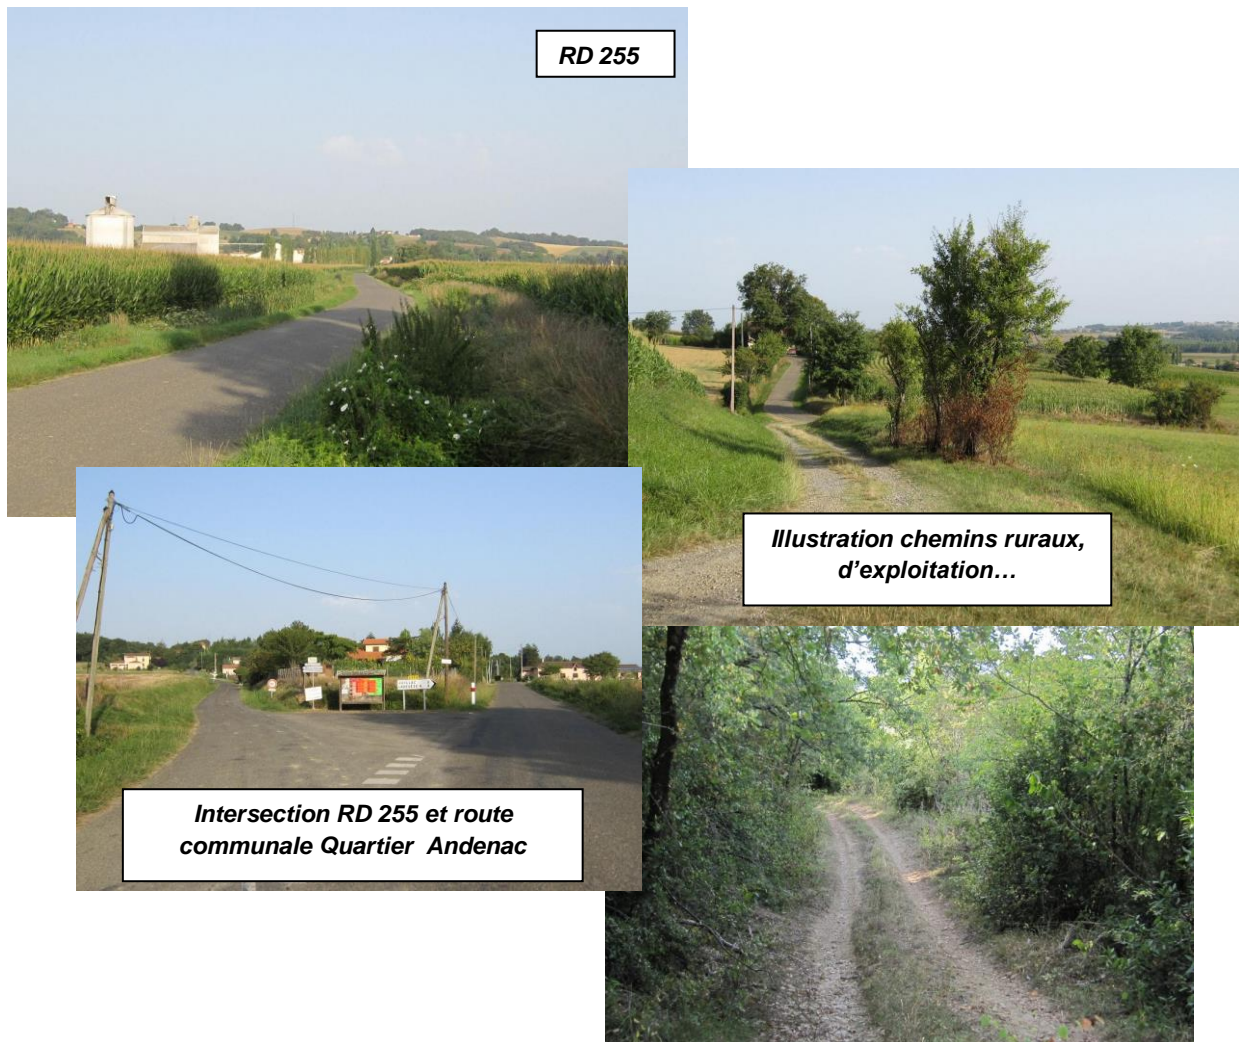 RD 255
Illustration chemins ruraux,
d’exploitation…
Intersection RD 255 et route
communale Quartier Andenac